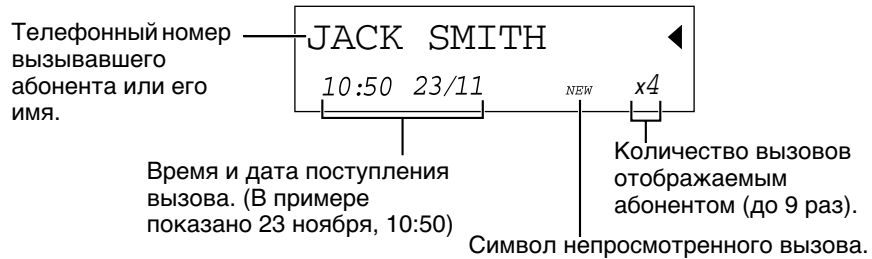 Телефонный номер
вызывавшего
абонента или его
имя.
JACK SMITH
10:50 23/11 NEW x4
Время и дата поступления
вызова. (В примере
показано 23 ноября, 10:50)
Количество вызовов
отображаемым
абонентом (до 9 раз).
Символ непросмотренного вызова.